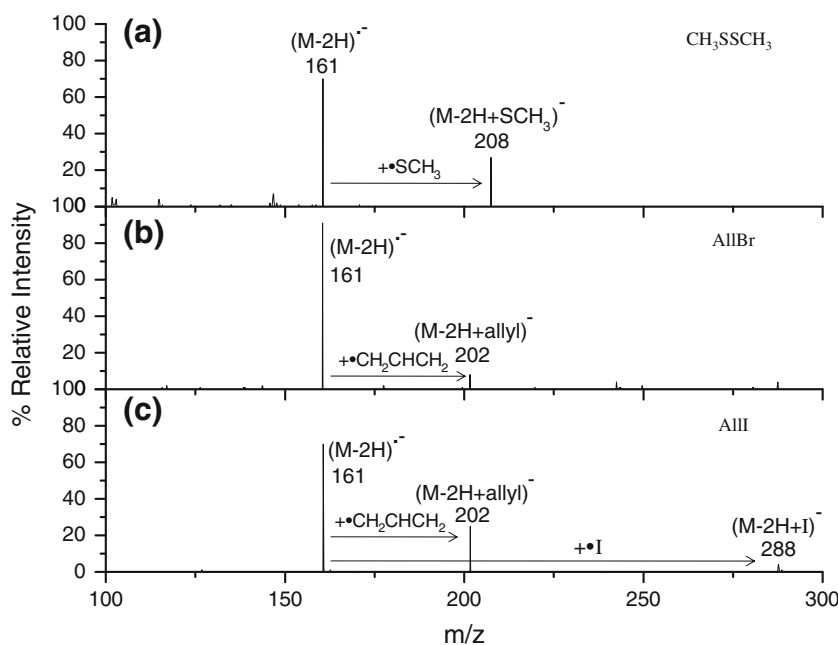 100
(a)
(M-2H)·-
161
CH3SSCH3
80
60
(M-2H+SCH3)-
208
40
20
+•SCH3
0
100
(b)
(M-2H)·-
161
AllBr
80
60
40
(M-2H+allyl)-
202
20
+•CH2CHCH2
0
100
(c)
(M-2H)·-
161
AllI
80
60
(M-2H+allyl)-
202
40
+•CH2CHCH2
(M-2H+I)-
288
20
+•I
0
100
150
200
250
300
m/z
% Relative Intensity